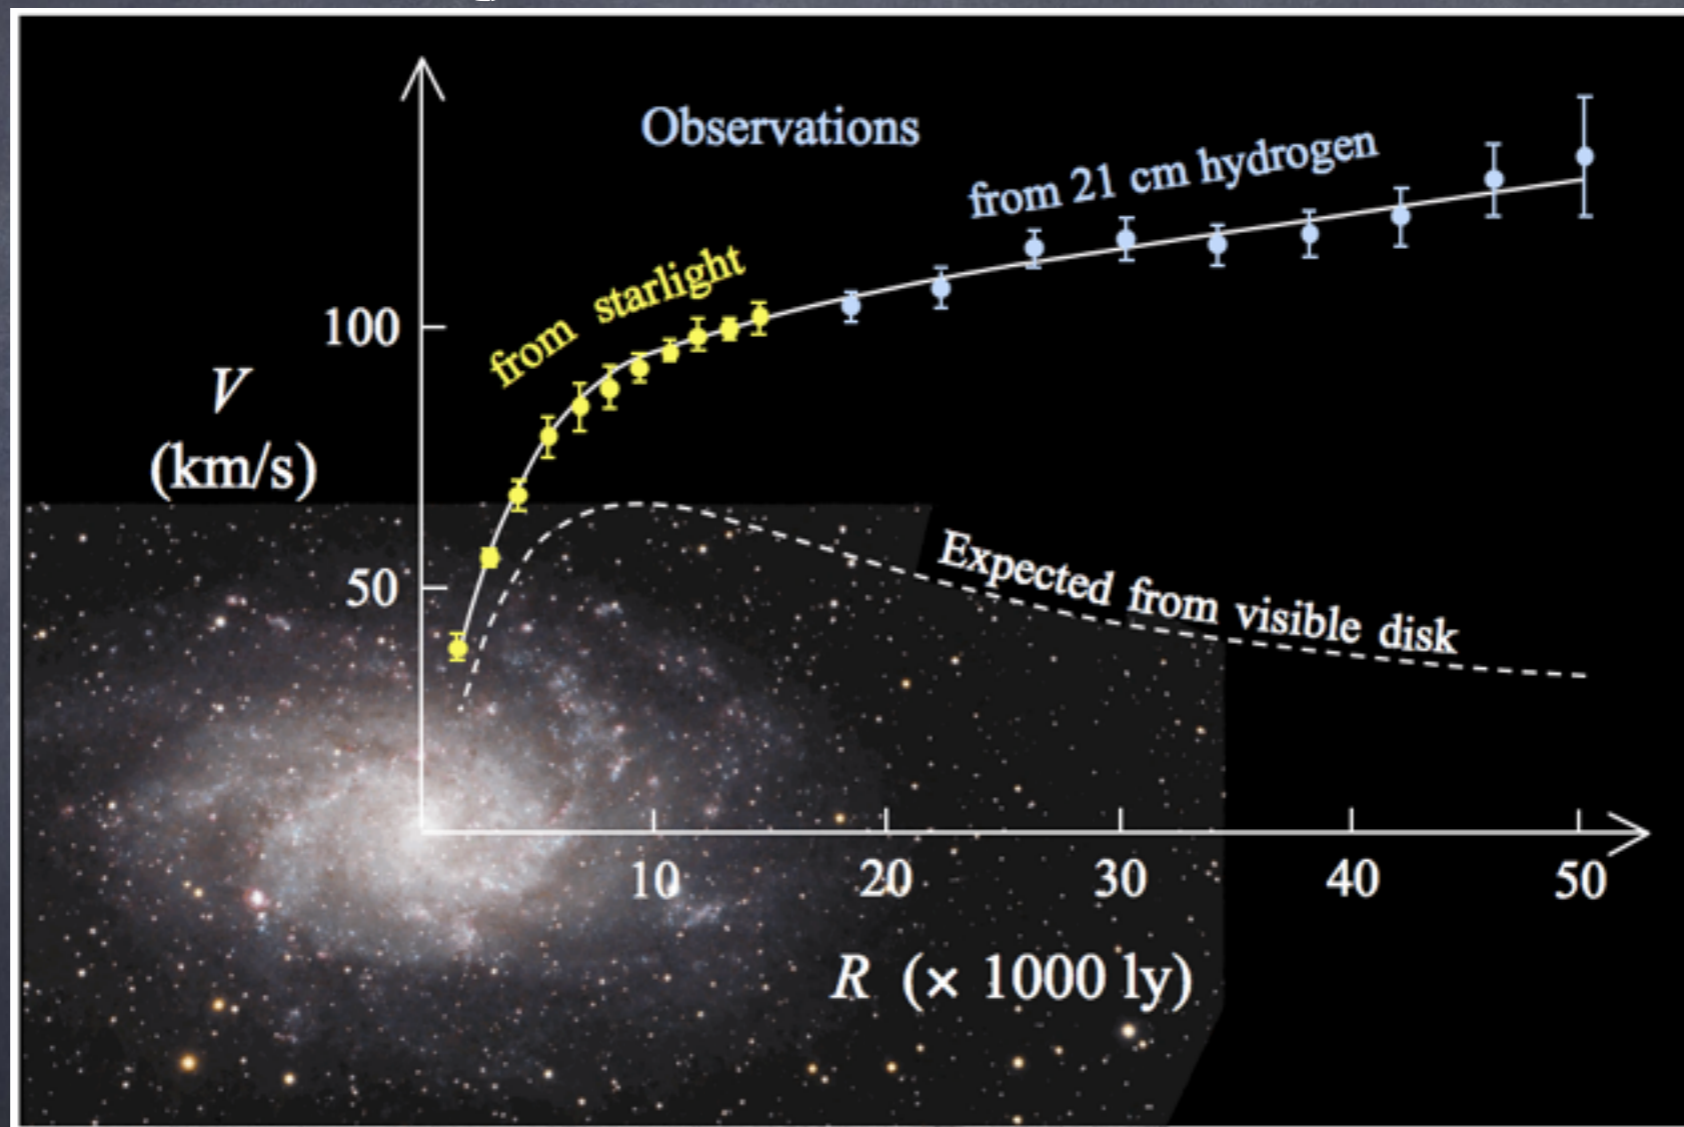 Observations
from 21 cm hydrogen
from starlight
100
V
(km/s)
50
Expected from visible disk
10
20
30
40
50
R (× 1000 ly)